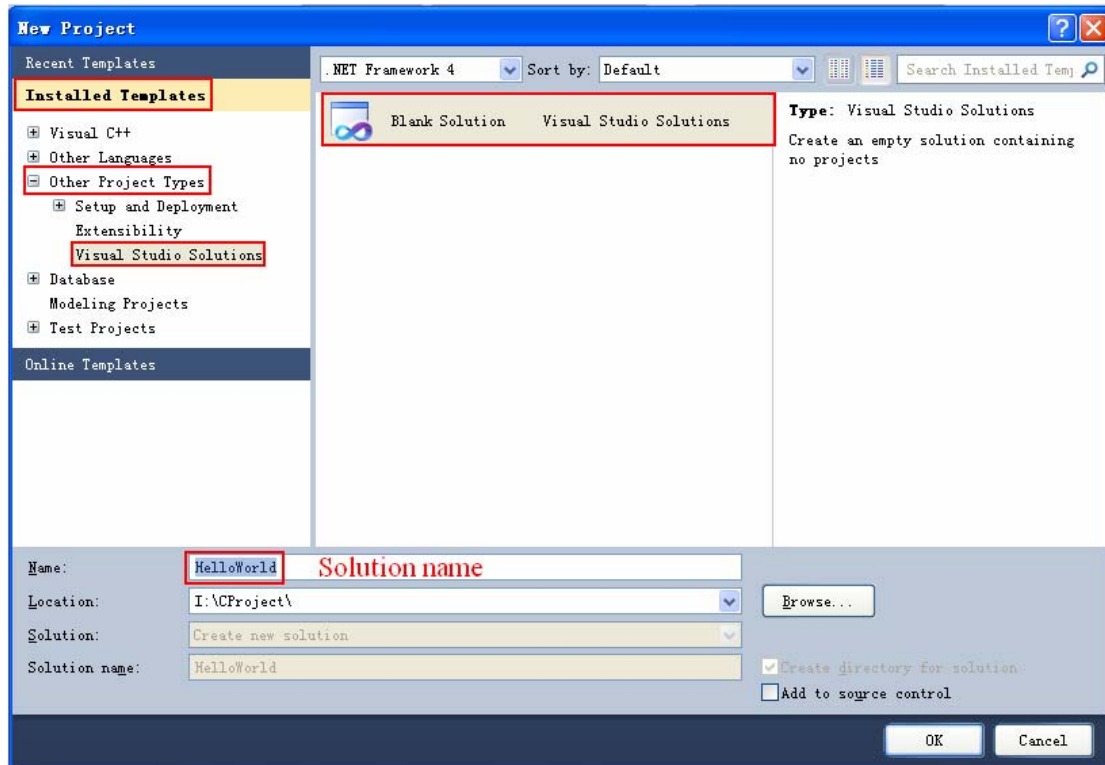 New Project
Recent Templates
.NET Framework 4 Sort by: Default Search Installed Temp
Installed Templates
Visual C++
Other Languages
Other Project Types
Setup and Deployment
Extensibility
Visual Studio Solutions
Database
Modeling Projects
Test Projects
Online Templates
Blank Solution Visual Studio Solutions
Type: Visual Studio Solutions
Create an empty solution containing
no projects
Name: HelloWorld Solution name
Location: I:\CProject\ Browse...
Solution: Create new solution
Solution name: HelloWorld
Create directory for solution
Add to source control
OK Cancel